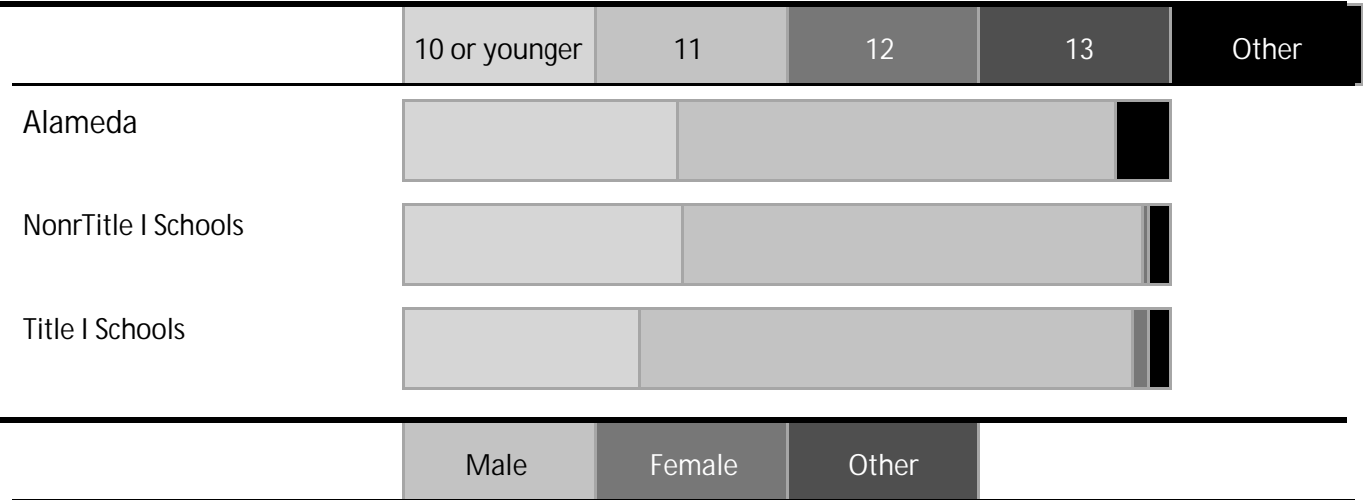 10 or younger 11 12 13 Other
Alameda
NonrTitle I Schools
Title I Schools
Male Female Other